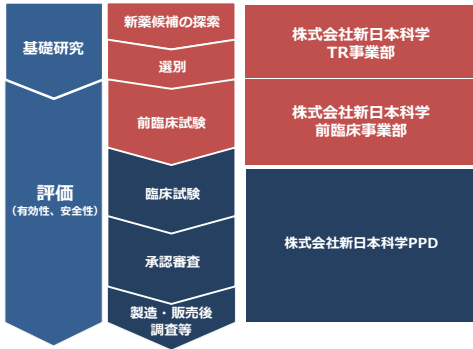 基礎研究
評価
（有効性、安全性）
新薬候補の探索
選別
前臨床試験
臨床試験
承認審査
製造・販売後
調査等
株式会社新日本科学
TR事業部
株式会社新日本科学
前臨床事業部
株式会社新日本科学PPD